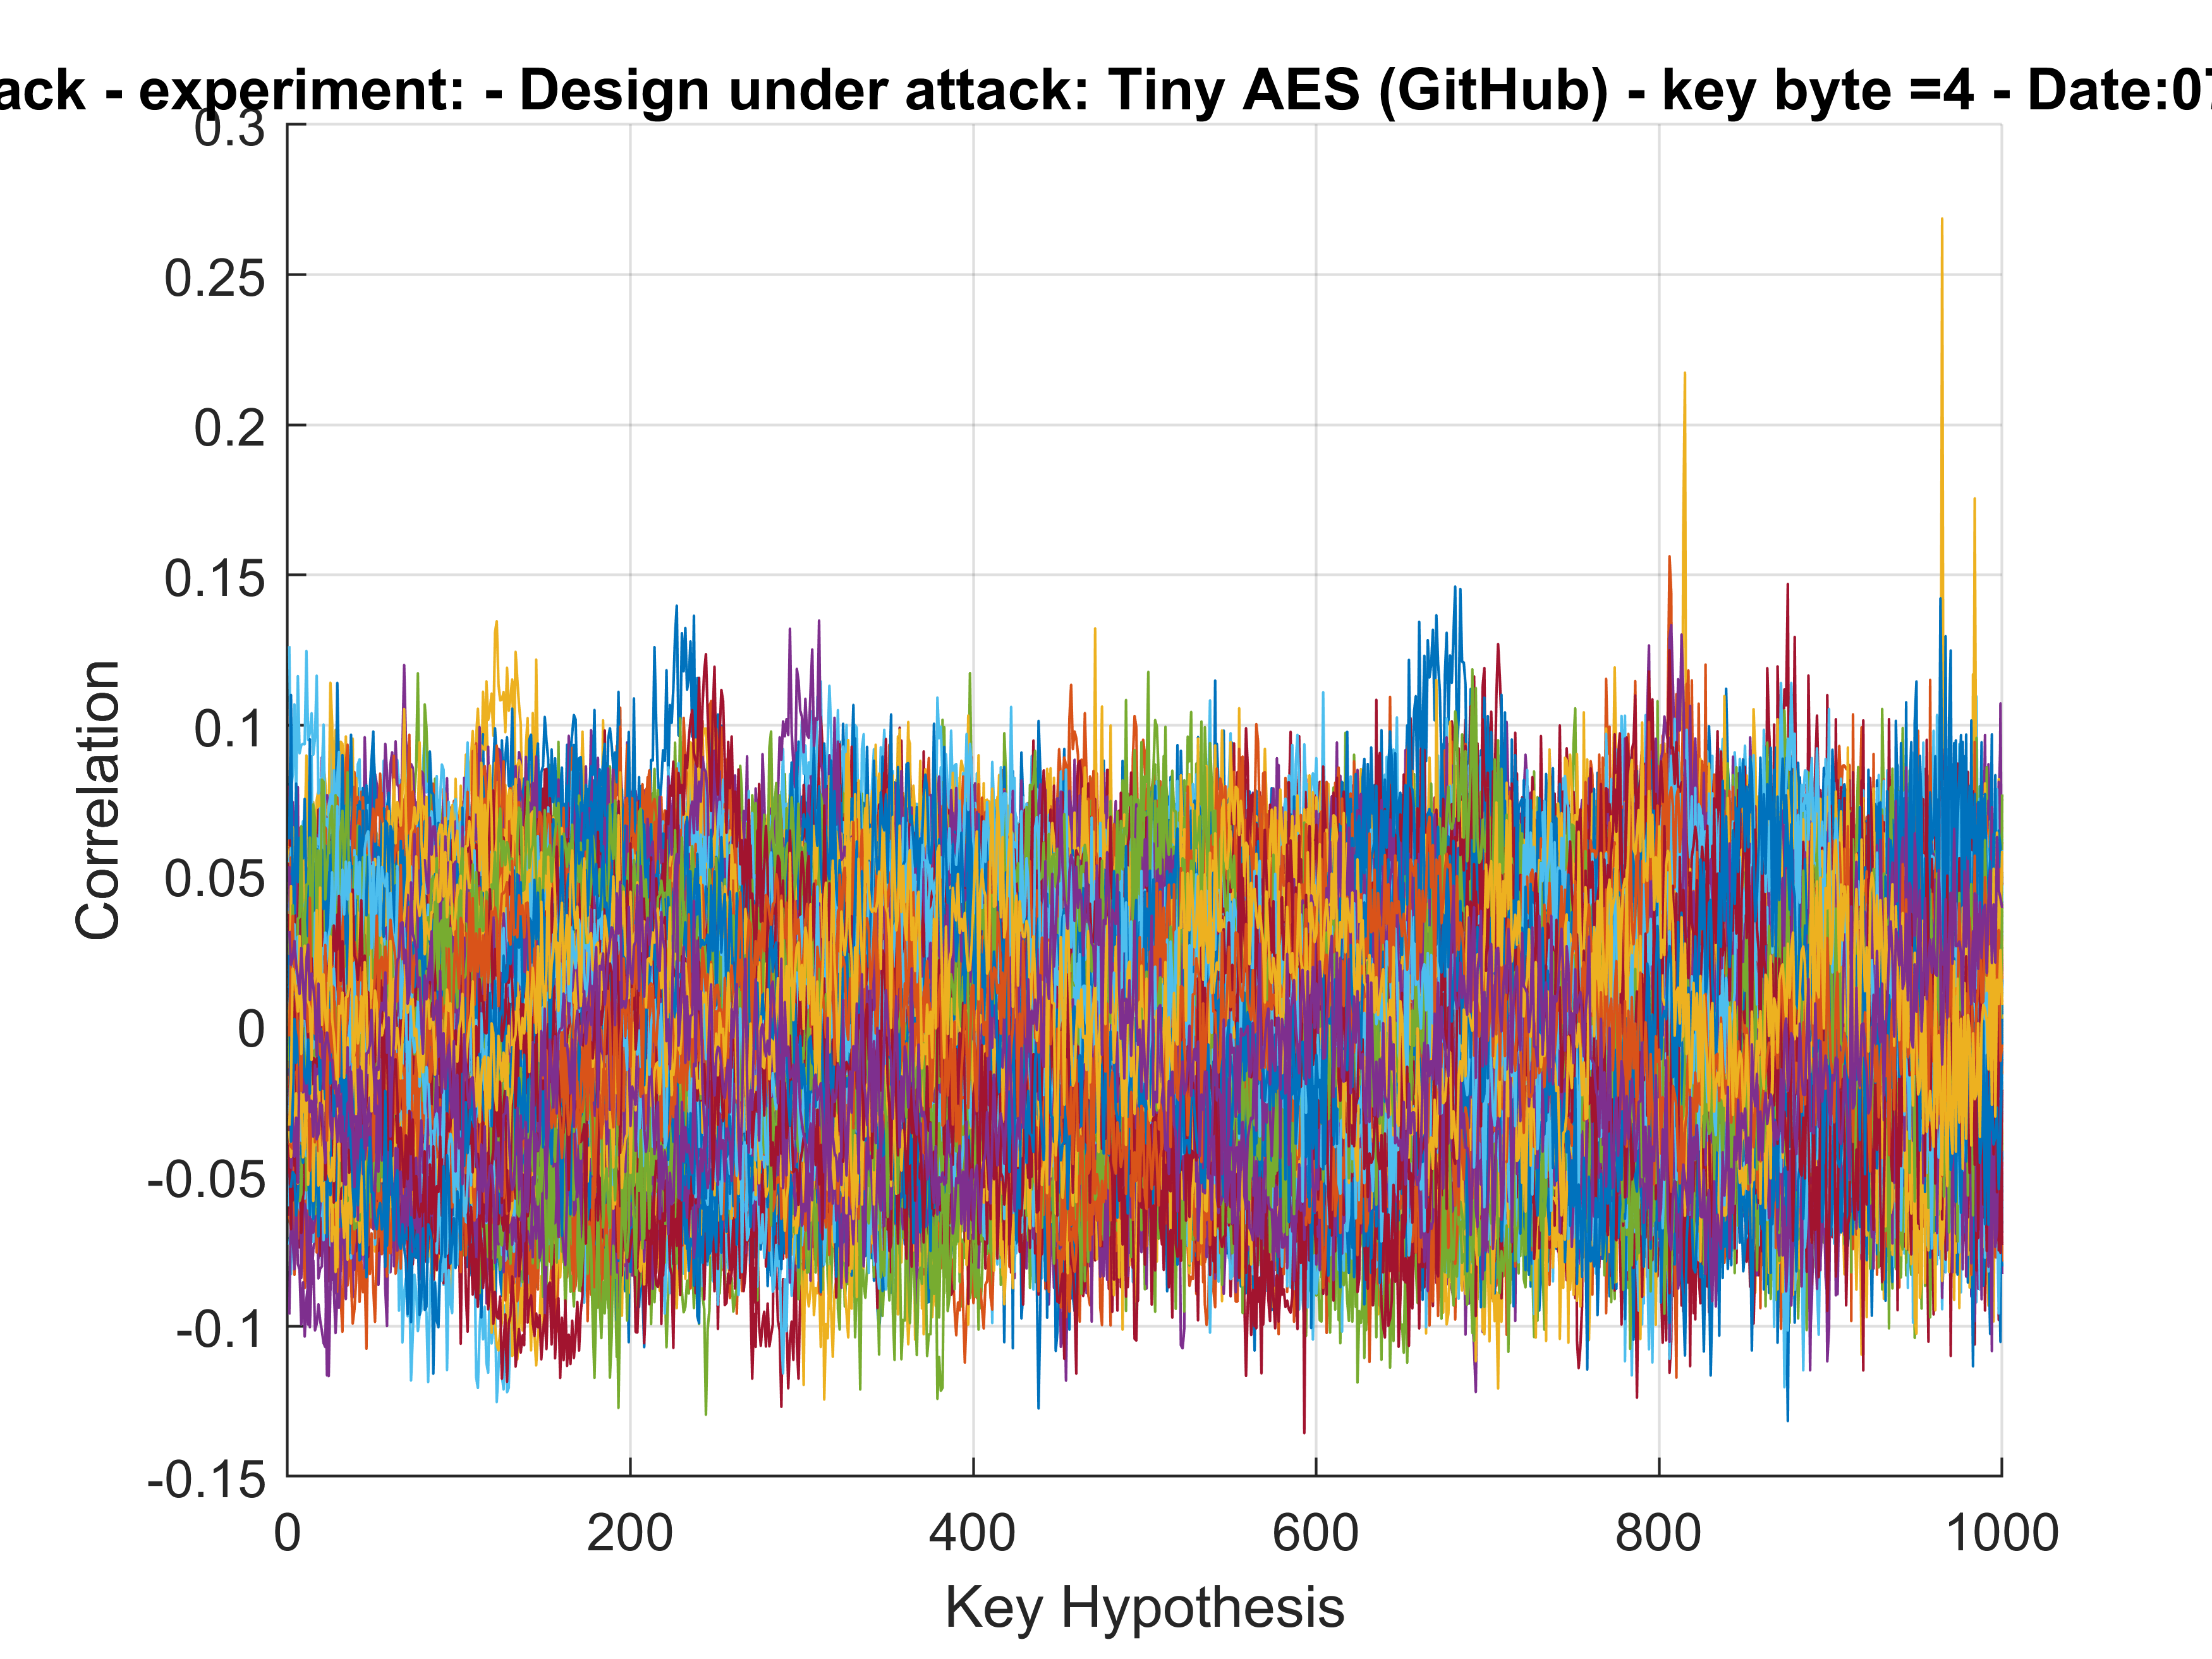 ack - experiment: - Design under attack: Tiny AES (GitHub) - key byte =4 - Date:07
0.3
0.25
0.2
0.15
0.1
0.05
0
-0.05
-0.1
-0.15
Correlation
0 200 400 600 800 1000
Key Hypothesis